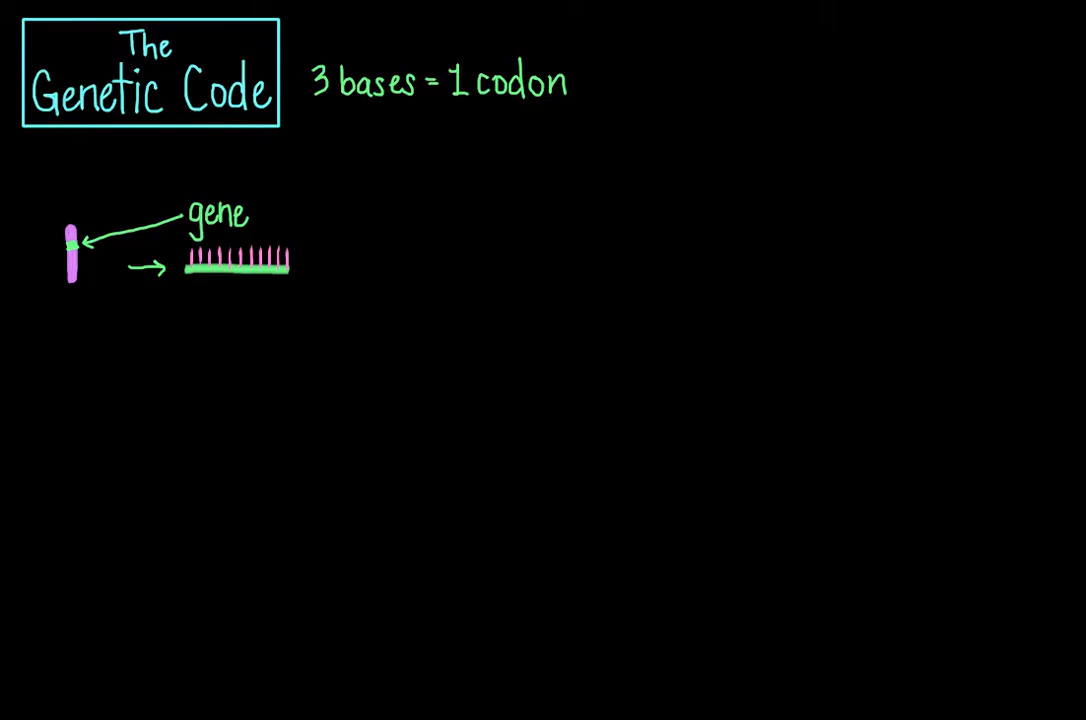 The
Genetic Code
3 bases = 1 codon
gene